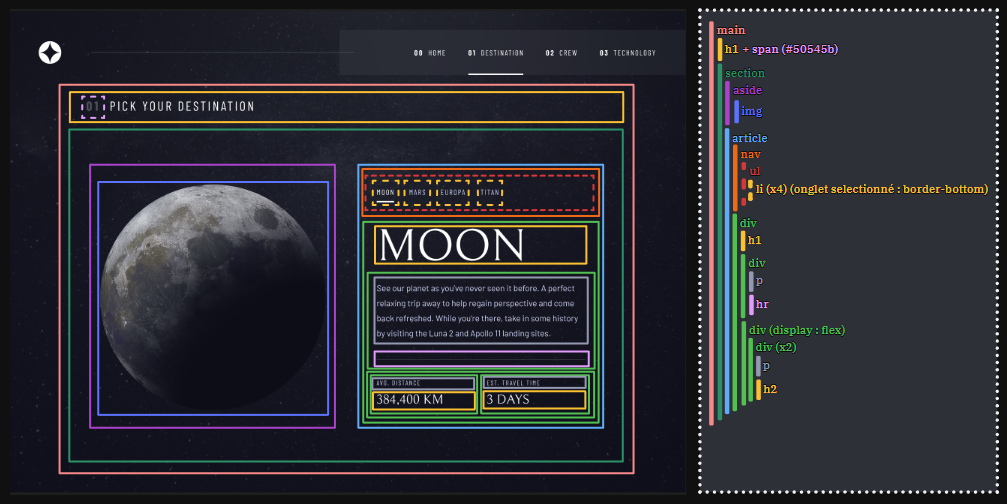 00 HOME 01 DESTINATION 02 CREW 03 TECHNOLOGY
01 PICK YOUR DESTINATION
MOON MARS EUROPA TITAN
MOON
See our planet as you've never seen it before. A perfect
relaxing trip away to help regain perspective and come
back refreshed. While you're there, take in some history
by visiting the Luna 2 and Apollo 11 landing sites.
AVG. DISTANCE
384,400 KM
EST. TRAVEL TIME
3 DAYS
main
h1 + span (#50545b)
section
aside
img
article
nav
ul
li (x4) (onglet selectionné : border-bottom)
div
h1
div
p
hr
div (display : flex)
div (x2)
p
h2